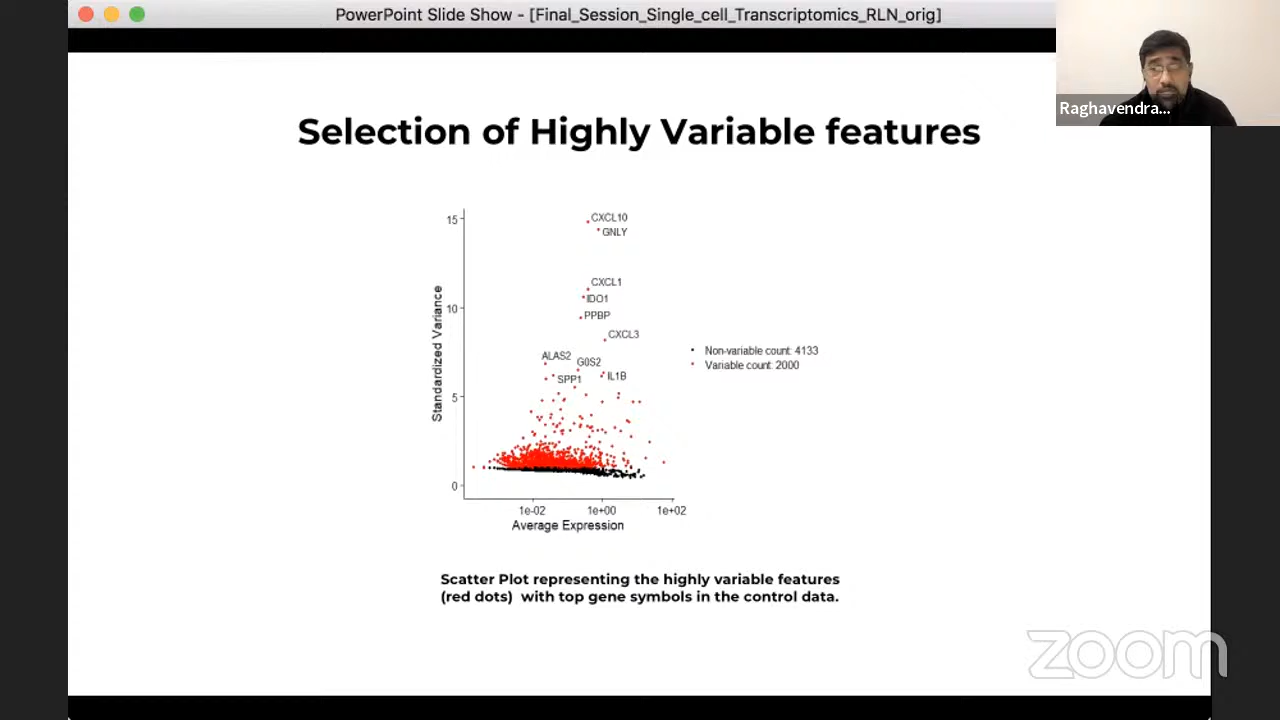 PowerPoint Slide Show - [Final_Session_Single_cell_Transcriptomics_RLN_orig]
Raghavendra...
Selection of Highly Variable features
15
CXCL10
GNLY
CXCL1
IDO1
10
PPBP
CXCL3
ALAS2
G0S2
SPP1
IL1B
5
0
Standardized Variance
Non-variable count: 4133
Variable count: 2000
1e-02 1e+00 1e+02
Average Expression
Scatter Plot representing the highly variable features
(red dots) with top gene symbols in the control data.
zoom